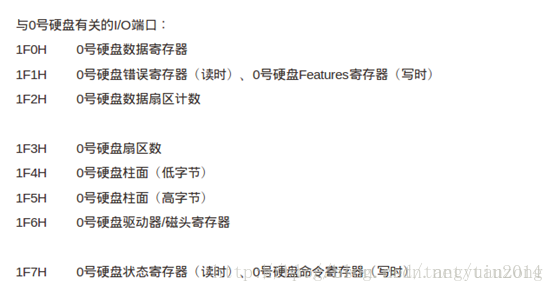 与0号硬盘有关的I/O端口：
1F0H 0号硬盘数据寄存器
1F1H 0号硬盘错误寄存器（读时）、0号硬盘Features寄存器（写时）
1F2H 0号硬盘数据扇区计数
1F3H 0号硬盘扇区数
1F4H 0号硬盘柱面（低字节）
1F5H 0号硬盘柱面（高字节）
1F6H 0号硬盘驱动器/磁头寄存器
1F7H 0号硬盘状态寄存器（读时）、0号硬盘命令寄存器（写时）